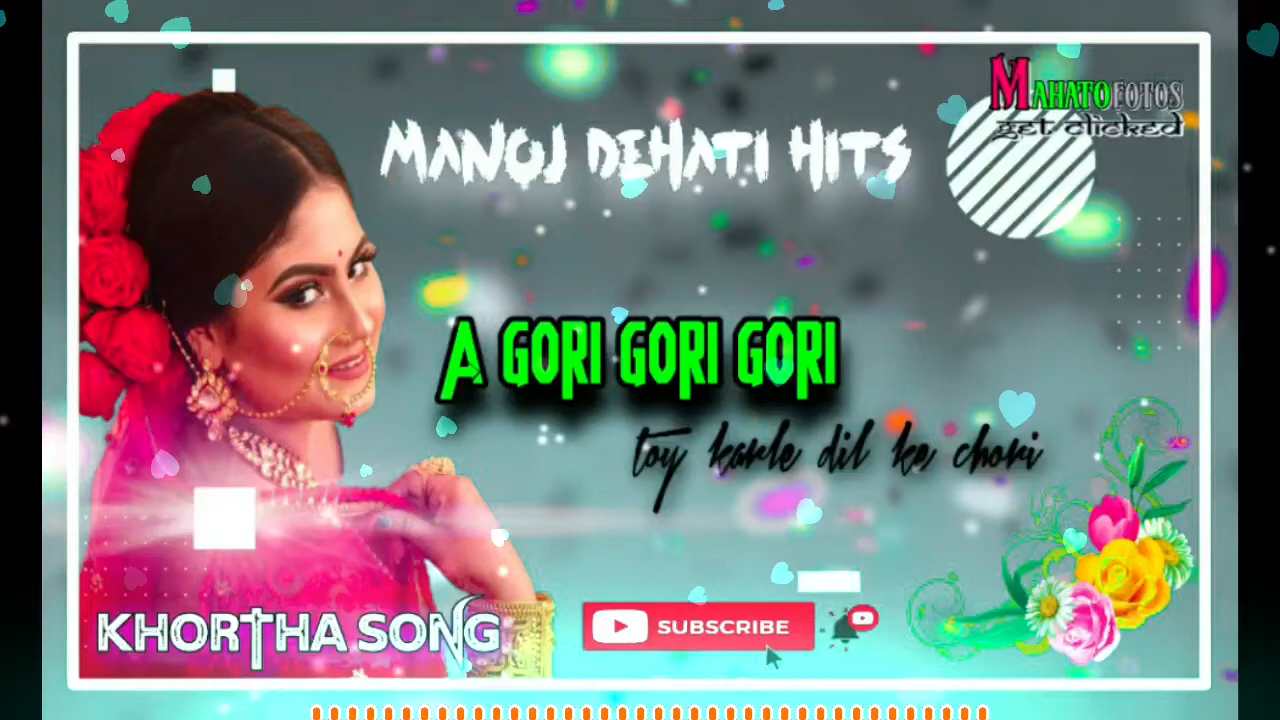 MAHATOFOTOS
get clicked
MANOJ DEHATI HITS
A GORI GORI GORI
toy karle dil ke chori
KHORTHA SONG
SUBSCRIBE